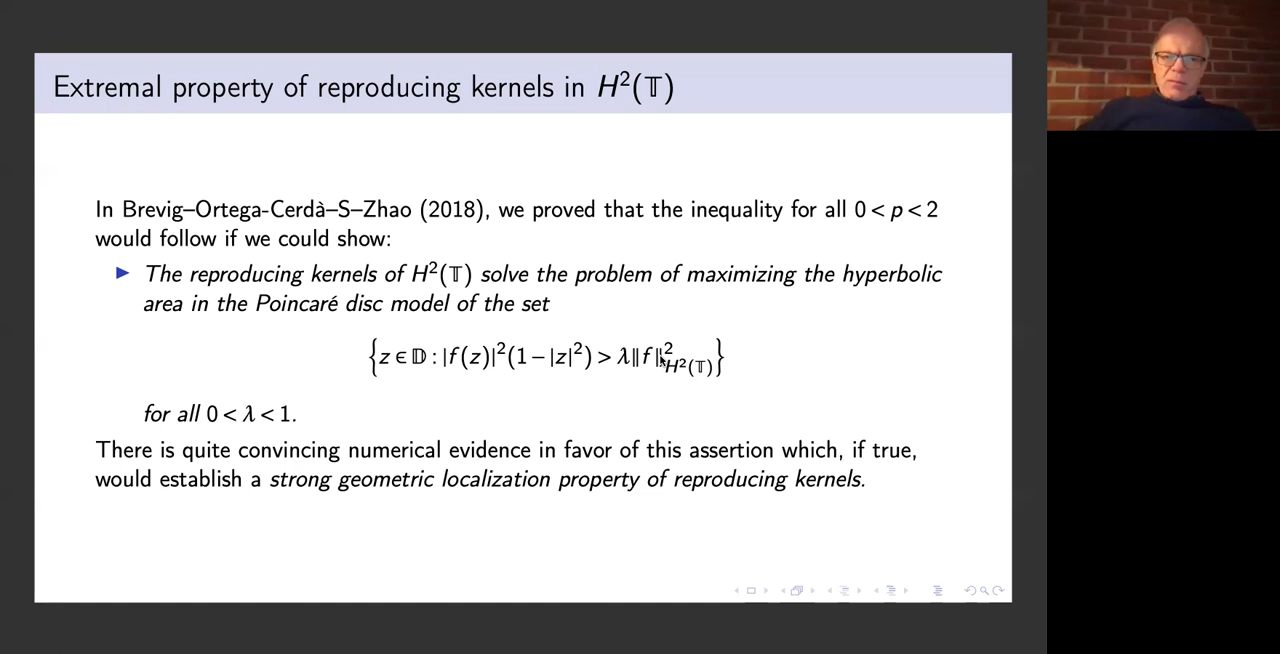 Extremal property of reproducing kernels in H²(𝕋)
In Brevig–Ortega-Cerdà–S–Zhao (2018), we proved that the inequality for all 0 < p < 2
would follow if we could show:
▶ The reproducing kernels of H²(𝕋) solve the problem of maximizing the hyperbolic
area in the Poincaré disc model of the set
{z ∈ 𝔻 : |f(z)|²(1 − |z|²) > λ‖f‖²_{H²(𝕋)}}
for all 0 < λ < 1.
There is quite convincing numerical evidence in favor of this assertion which, if true,
would establish a strong geometric localization property of reproducing kernels.